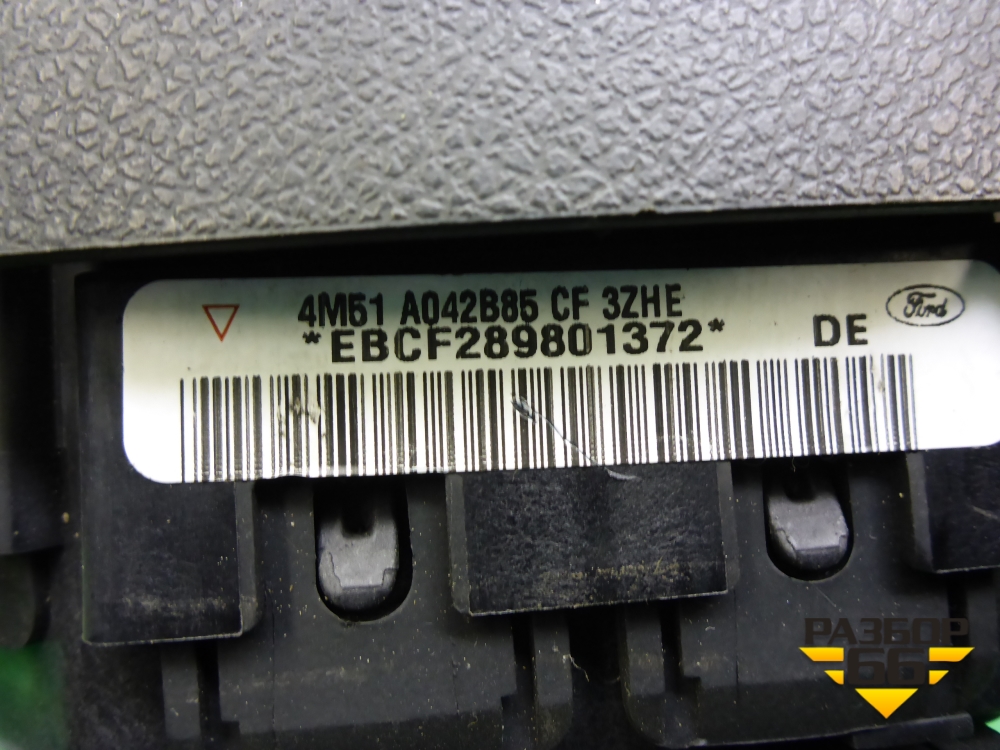 4M51 A042B85 CF 3ZHE
*EBCF289801372*
DE
Ford
РАЗБОР
66